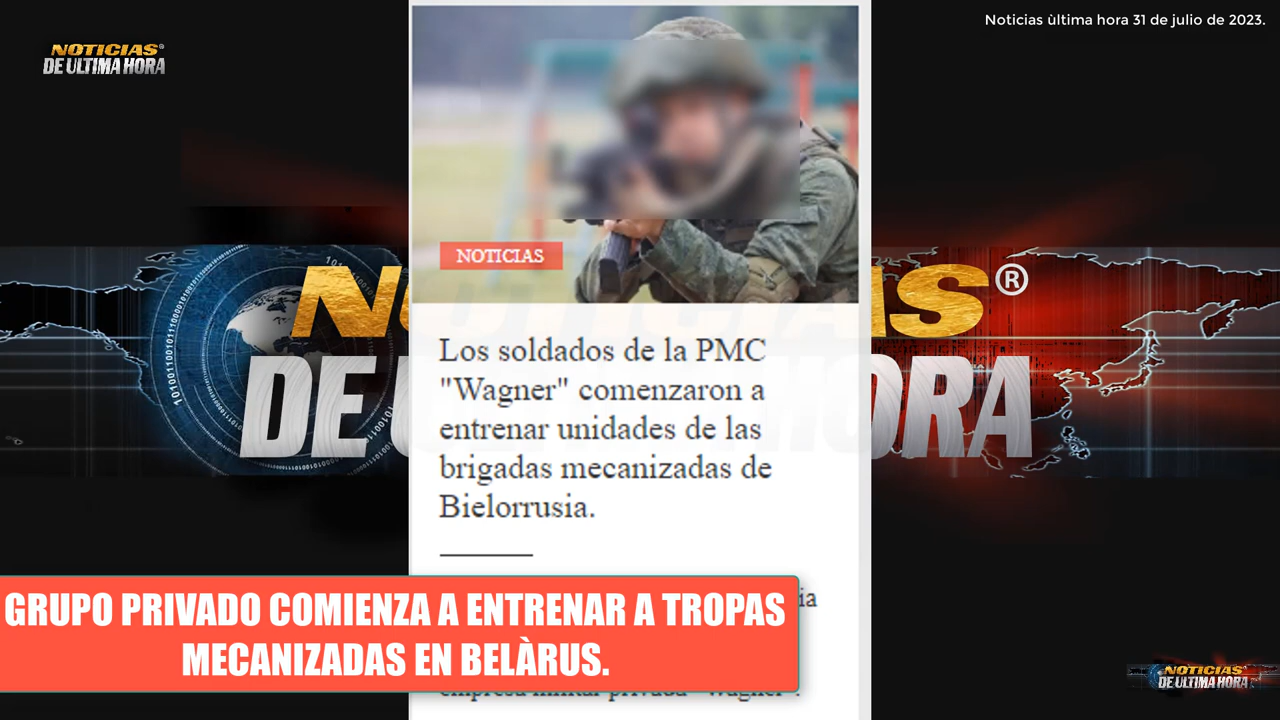 Noticias ùltima hora 31 de julio de 2023.
NOTICIAS®
DE ULTIMA HORA
NOTICIAS
Los soldados de la PMC
"Wagner" comenzaron a
entrenar unidades de las
brigadas mecanizadas de
Bielorrusia.
GRUPO PRIVADO COMIENZA A ENTRENAR A TROPAS
MECANIZADAS EN BELÀRUS.
NOTICIAS
DE ULTIMA HORA